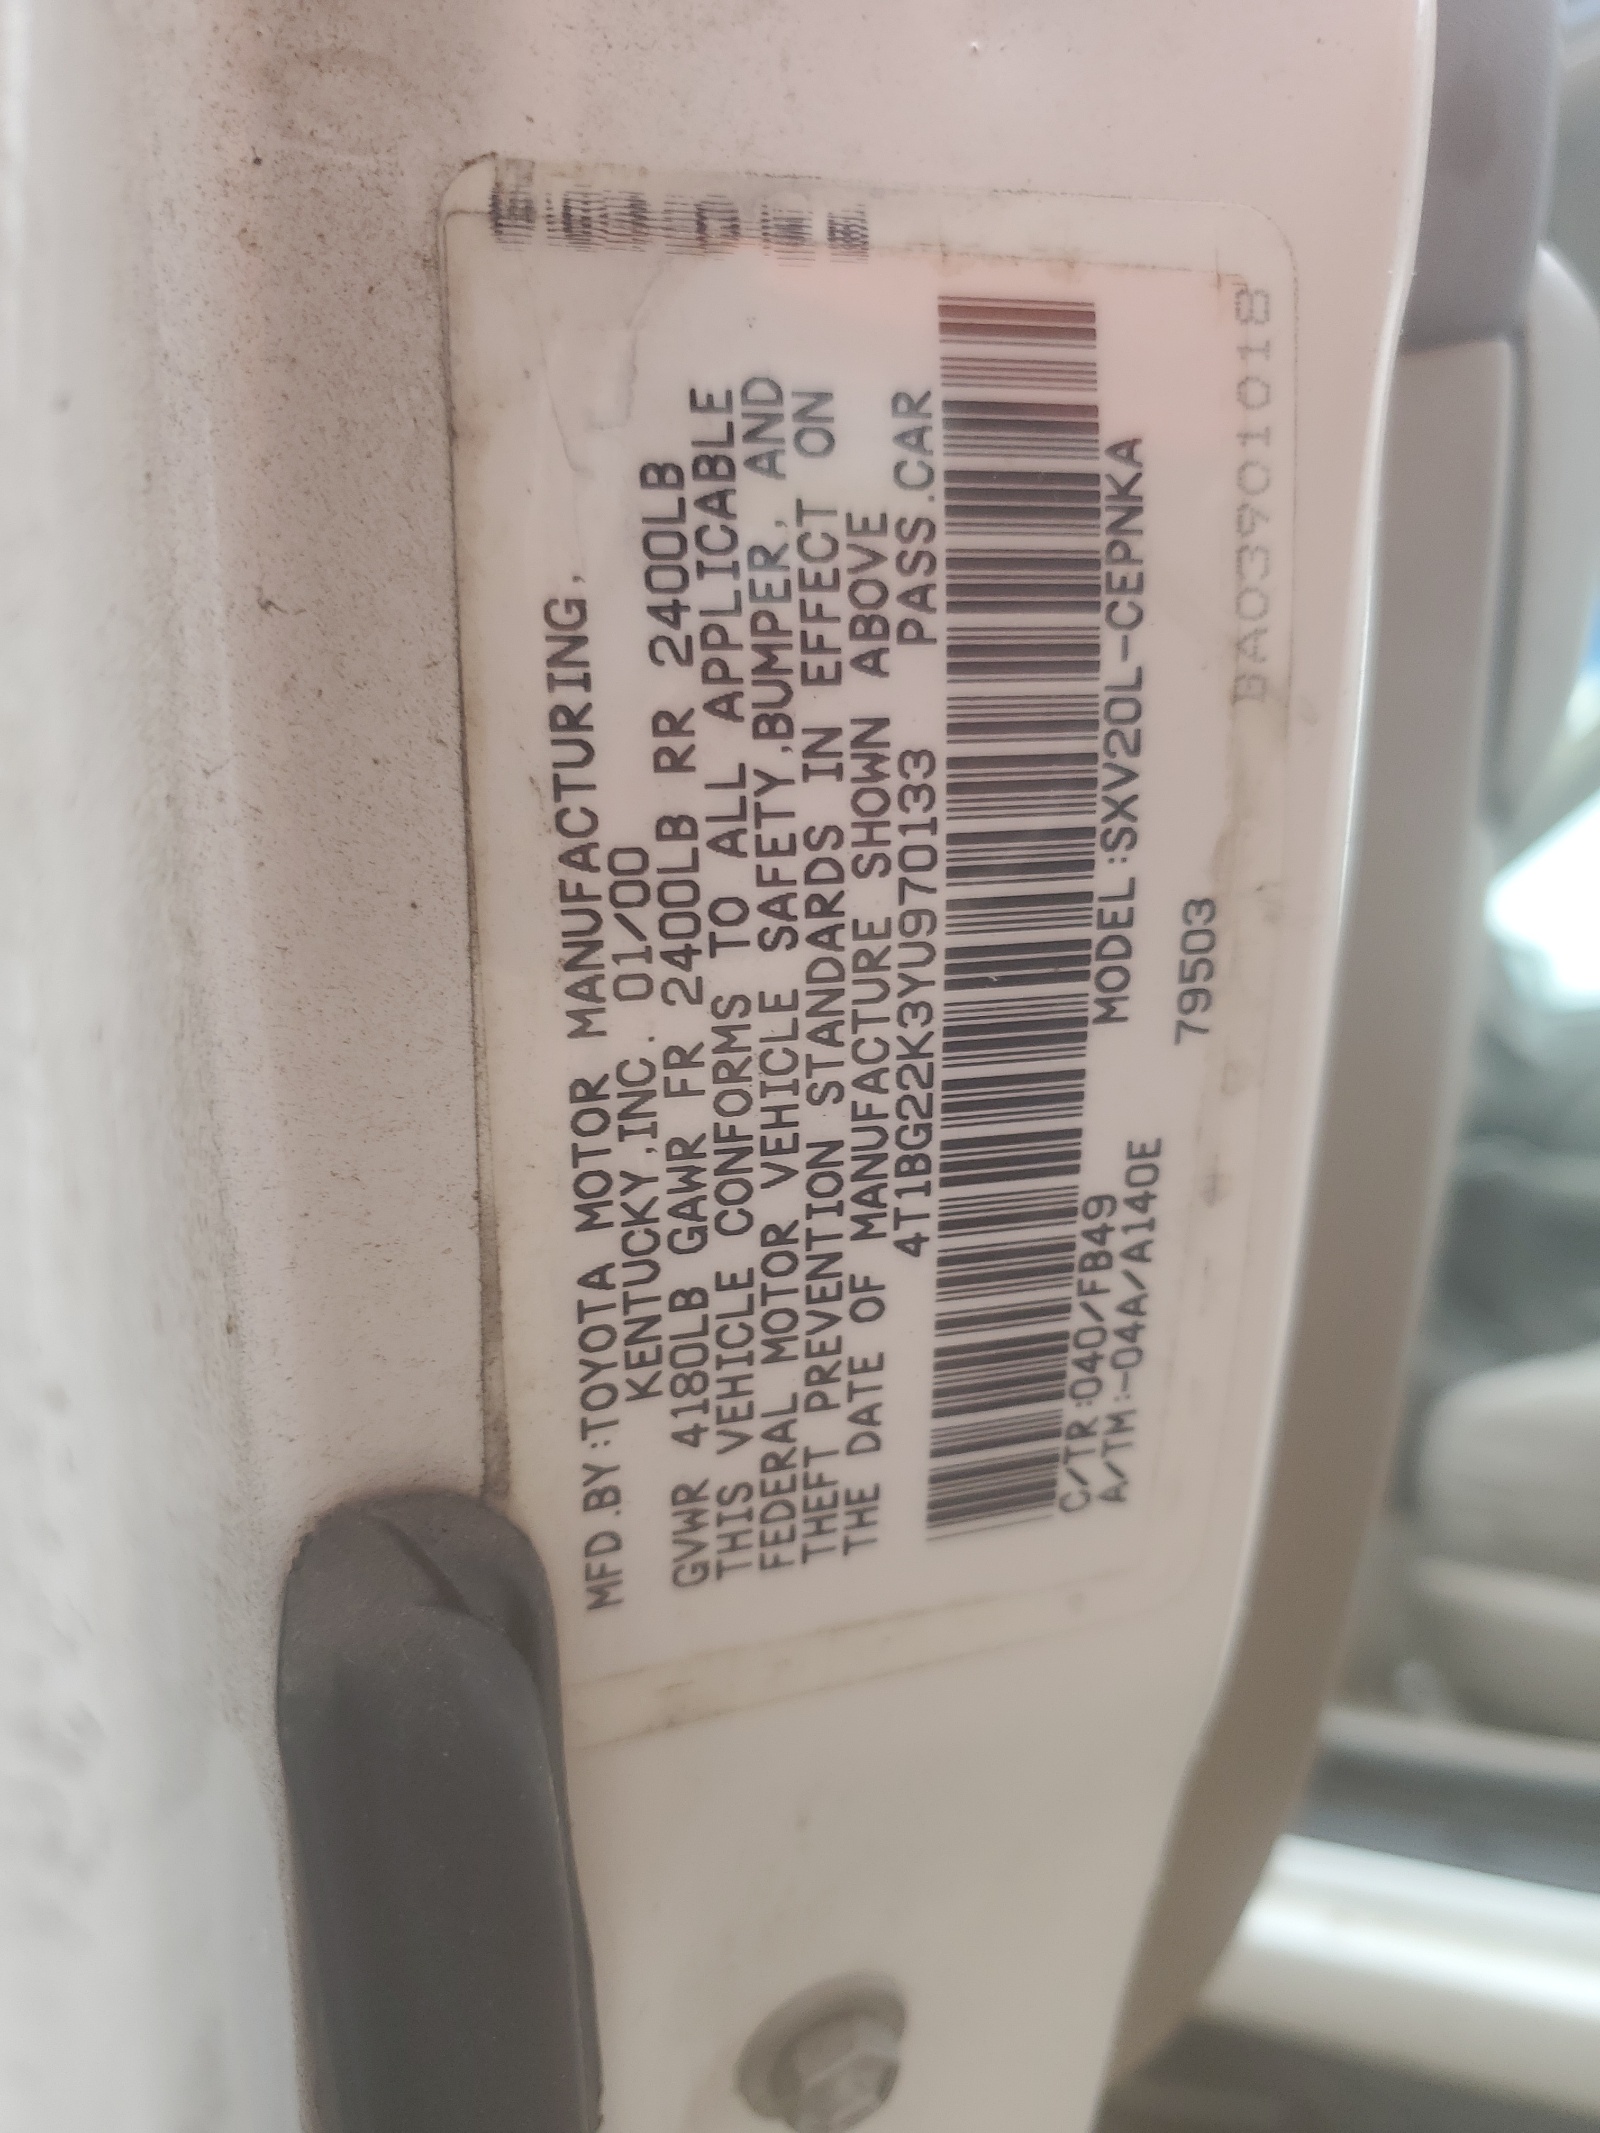 MFD.BY:TOYOTA MOTOR MANUFACTURING,
KENTUCKY,INC. 01/00
GVWR 4180LB GAWR FR 2400LB RR 2400LB
THIS VEHICLE CONFORMS TO ALL APPLICABLE
FEDERAL MOTOR VEHICLE SAFETY,BUMPER, AND
THEFT PREVENTION STANDARDS IN EFFECT ON
THE DATE OF MANUFACTURE SHOWN ABOVE
4T1BG22K3YU970133 PASS.CAR
C/TR:040/FB49 MODEL:SXV20L-CEPNKA
A/TM:-04A/A140E
79503
BA03901018